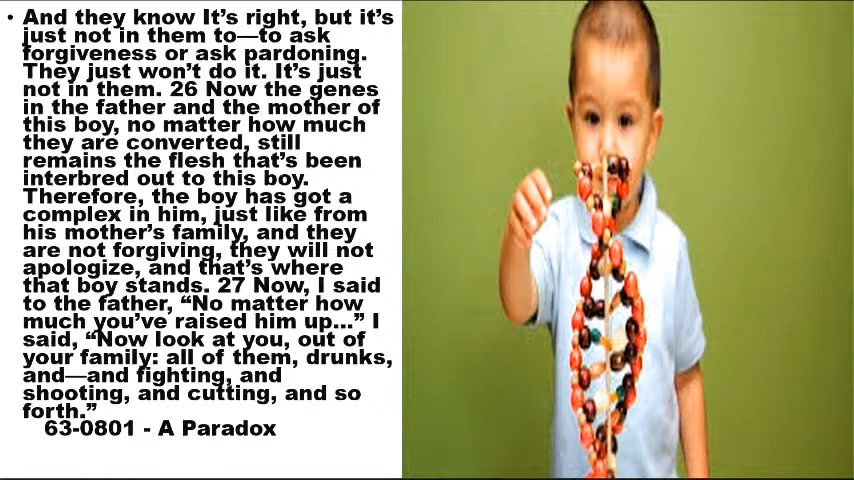 • And they know It’s right, but it’s
just not in them to—to ask
forgiveness or ask pardoning.
They just won’t do it. It’s just
not in them. 26 Now the genes
in the father and the mother of
this boy, no matter how much
they are converted, still
remains the flesh that’s been
interbred out to this boy.
Therefore, the boy has got a
complex in him, just like from
his mother’s family, and they
are not forgiving, they will not
apologize, and that’s where
that boy stands. 27 Now, I said
to the father, “No matter how
much you’ve raised him up...” I
said, “Now look at you, out of
your family: all of them, drunks,
and—and fighting, and
shooting, and cutting, and so
forth.”
63-0801 - A Paradox